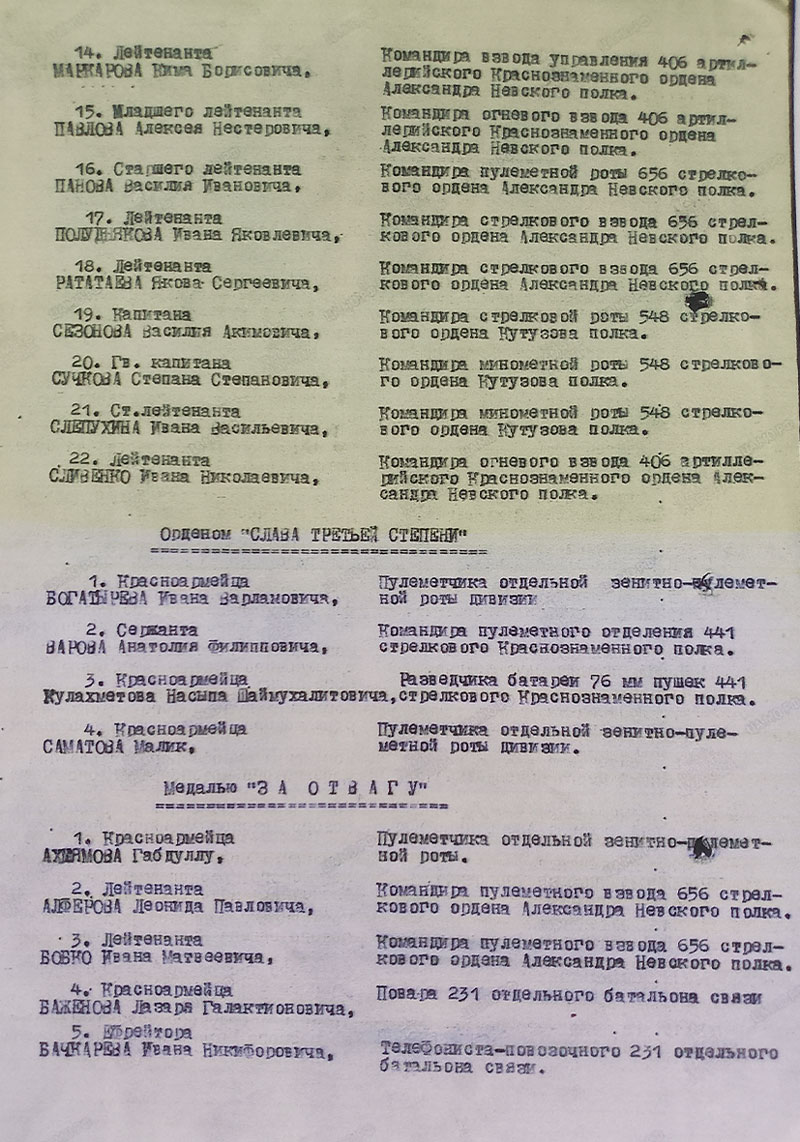 14. Лейтенанта
МАРКАРОВА Кима Борисовича,
Командира взвода управления 406 артил-
лерийского Краснознаменного ордена
Александра Невского полка.
15. Младшего лейтенанта
ПАВЛОВА Алексея Нестеровича,
Командира огневого взвода 406 артил-
лерийского Краснознаменного ордена
Александра Невского полка.
16. Старшего лейтенанта
ПАНОВА Василия Ивановича,
Командира пулеметной роты 656 стрелко-
вого ордена Александра Невского полка.
17. Лейтенанта
ПОЛУДНЯКОВА Ивана Яковлевича,
Командира стрелкового взвода 656 стрел-
кового ордена Александра Невского полка.
18. Лейтенанта
РАТАТАЕВА Якова Сергеевича,
Командира стрелкового взвода 656 стрел-
кового ордена Александра Невского полка.
19. Капитана
СЕЗОНОВА Василия Акимовича,
Командира стрелковой роты 548 стрелко-
вого ордена Кутузова полка.
20. Гв. капитана
СУЧКОВА Степана Степановича,
Командира минометной роты 548 стрелково-
го ордена Кутузова полка.
21. Ст.лейтенанта
СЛЕПУХИНА Ивана Васильевича,
Командира минометной роты 548 стрелко-
вого ордена Кутузова полка.
22. Лейтенанта
СЛИВЕНКО Ивана Николаевича,
Командира огневого взвода 406 артилле-
рийского Краснознаменного ордена Алек-
сандра Невского полка.
Орденом "СЛАВА ТРЕТЬЕЙ СТЕПЕНИ"
1. Красноармейца
БОГАТЫРЕВА Ивана Варламовича,
Пулеметчика отдельной зенитно-пулемет-
ной роты дивизии
2. Сержанта
ВАРОВА Анатолия Филипповича,
Командира пулеметного отделения 441
стрелкового Краснознаменного полка.
3. Красноармейца
Кулахметова Насыпа Шаймухалитовича,
Разведчика батареи 76 мм пушек 441
стрелкового Краснознаменного полка.
4. Красноармейца
САМАТОВА Малик,
Пулеметчика отдельной зенитно-пуле-
метной роты дивизии.
Медалью "З А О Т В А Г У"
1. Красноармейца
Габдуллу,
Пулеметчика отдельной зенитно-пулемет-
ной роты.
2. Лейтенанта
АЛФЕРОВА Леонида Павловича,
Командира пулеметного взвода 656 стрел-
кового ордена Александра Невского полка.
3. Лейтенанта
БОБКО Ивана Матвеевича,
Командира пулеметного взвода 656 стрел-
кового ордена Александра Невского полка.
4. Красноармейца
БАЖЕНОВА Лазаря Галактионовича,
Повара 231 отдельного батальона связи
5. Ефрейтора
БАЧКАРЕВА Ивана Никифоровича,
Телефониста-повозочного 231 отдельного
батальона связи.